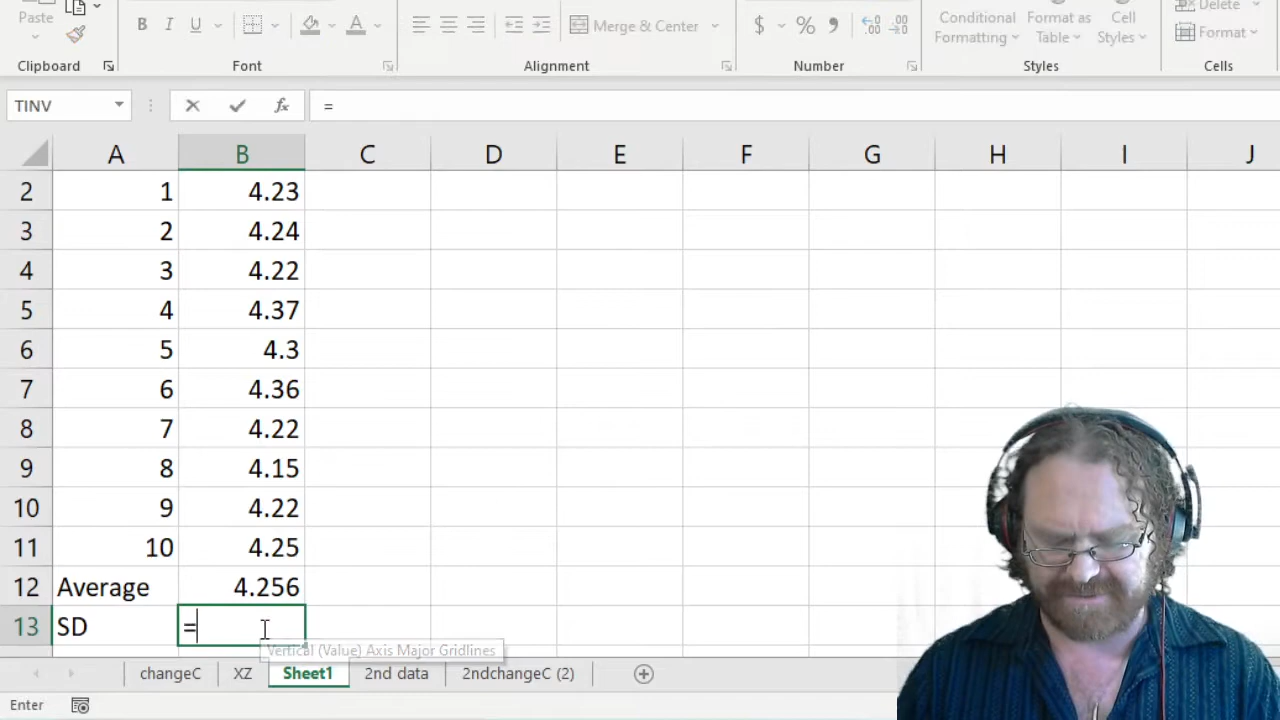 Paste
B I U A
Merge & Center
$ % 9 .00
Conditional Format as Cell
Formatting Table Styles
Delete
Format
Clipboard Font Alignment Number Styles Cells
TINV fx =
A B C D E F G H I J
2 1 4.23
3 2 4.24
4 3 4.22
5 4 4.37
6 5 4.3
7 6 4.36
8 7 4.22
9 8 4.15
10 9 4.22
11 10 4.25
12 Average 4.256
13 SD =
Vertical (Value) Axis Major Gridlines
changeC XZ Sheet1 2nd data 2ndchangeC (2)
Enter